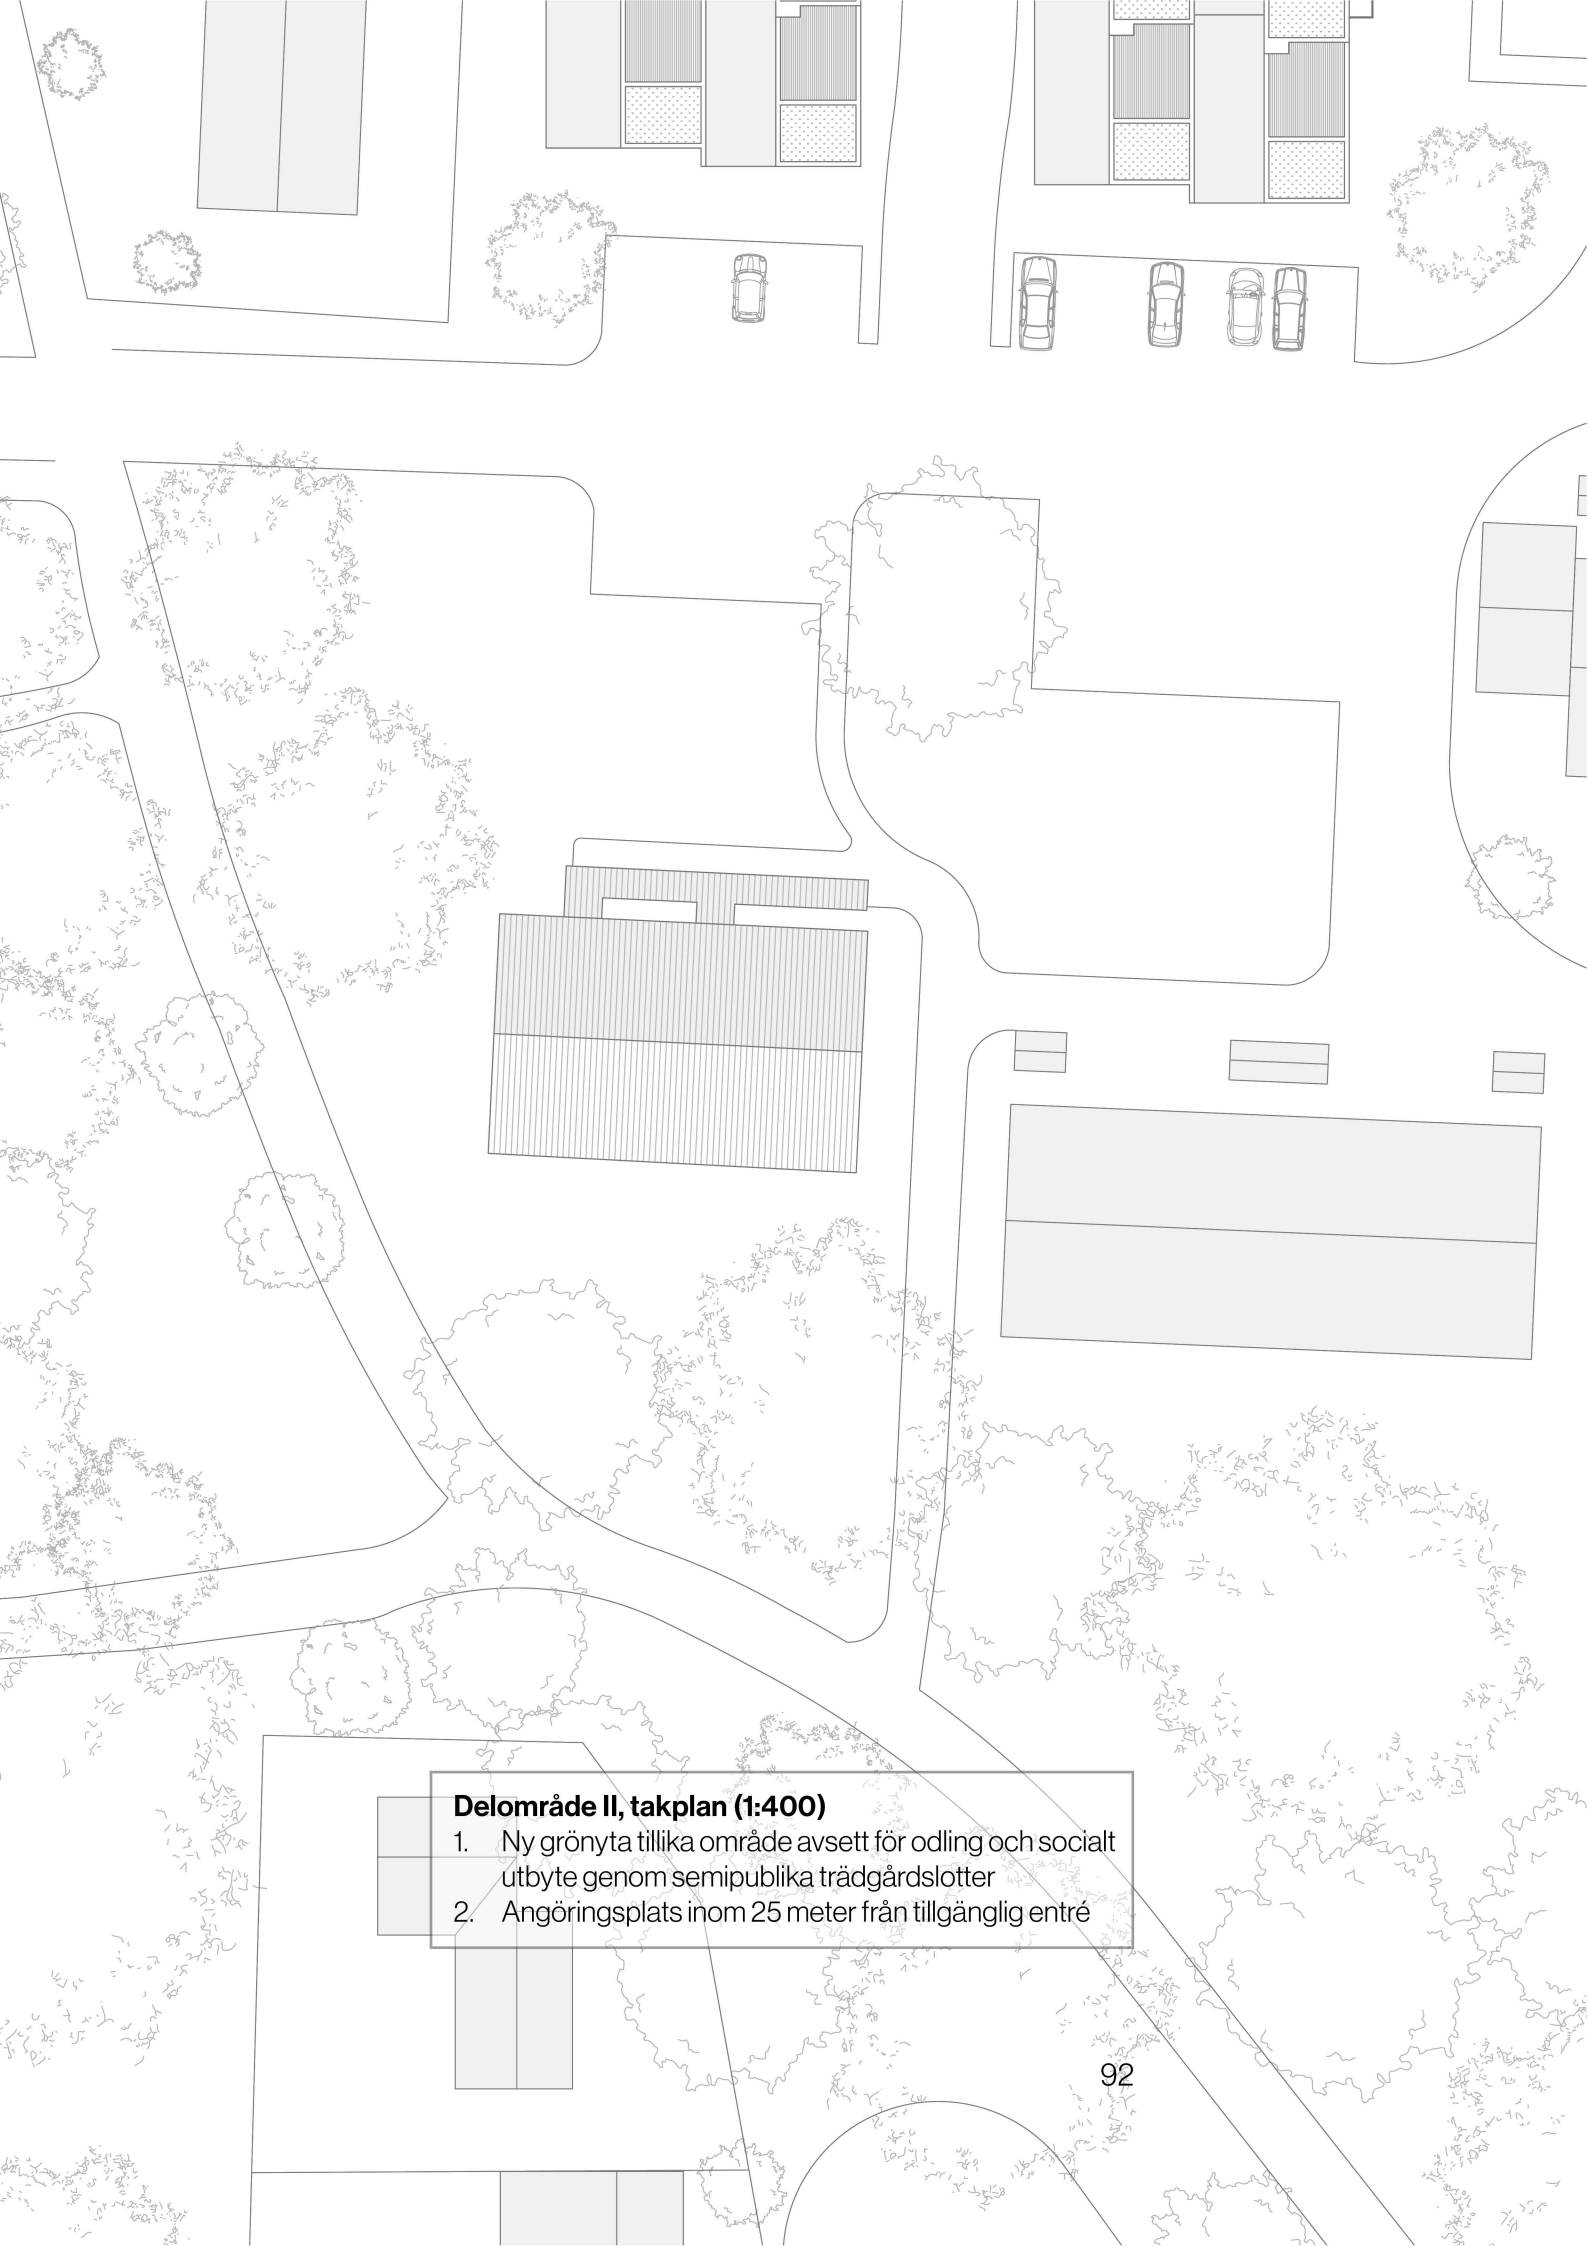 Delområde II, takplan (1:400)
1. Ny grönyta tillika område avsett för odling och socialt
utbyte genom semipublika trädgårdslotter
2. Angöringsplats inom 25 meter från tillgänglig entré
92